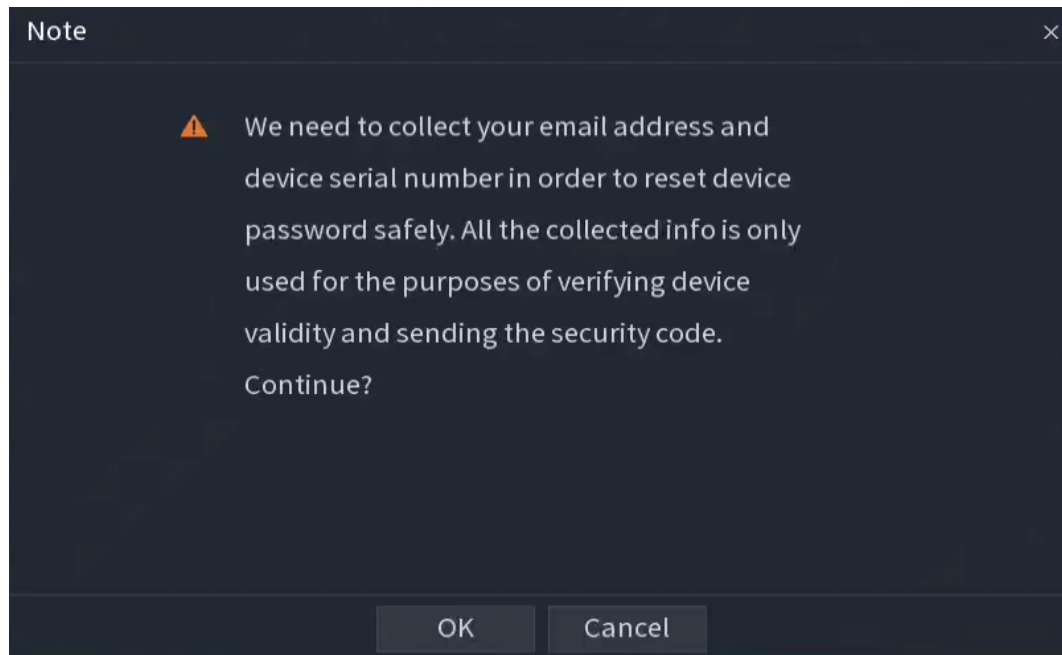 Note
We need to collect your email address and
device serial number in order to reset device
password safely. All the collected info is only
used for the purposes of verifying device
validity and sending the security code.
Continue?
OK
Cancel